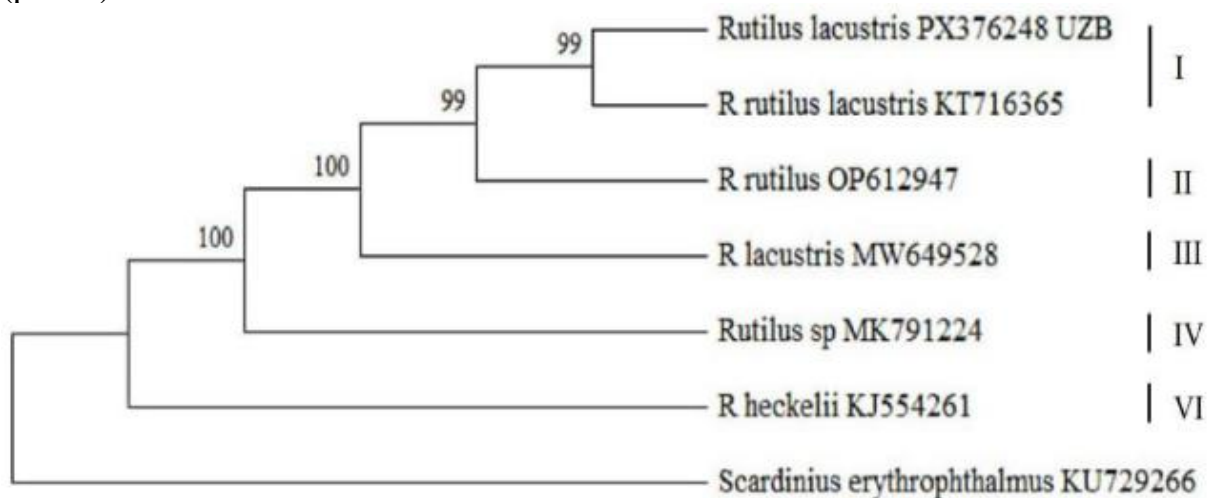 99
Rutilus lacustris PX376248 UZB
I
99
R rutilus lacustris KT716365
100
R rutilus OP612947
II
100
R lacustris MW649528
III
Rutilus sp MK791224
IV
R heckelii KJ554261
VI
Scardinius erythrophthalmus KU729266